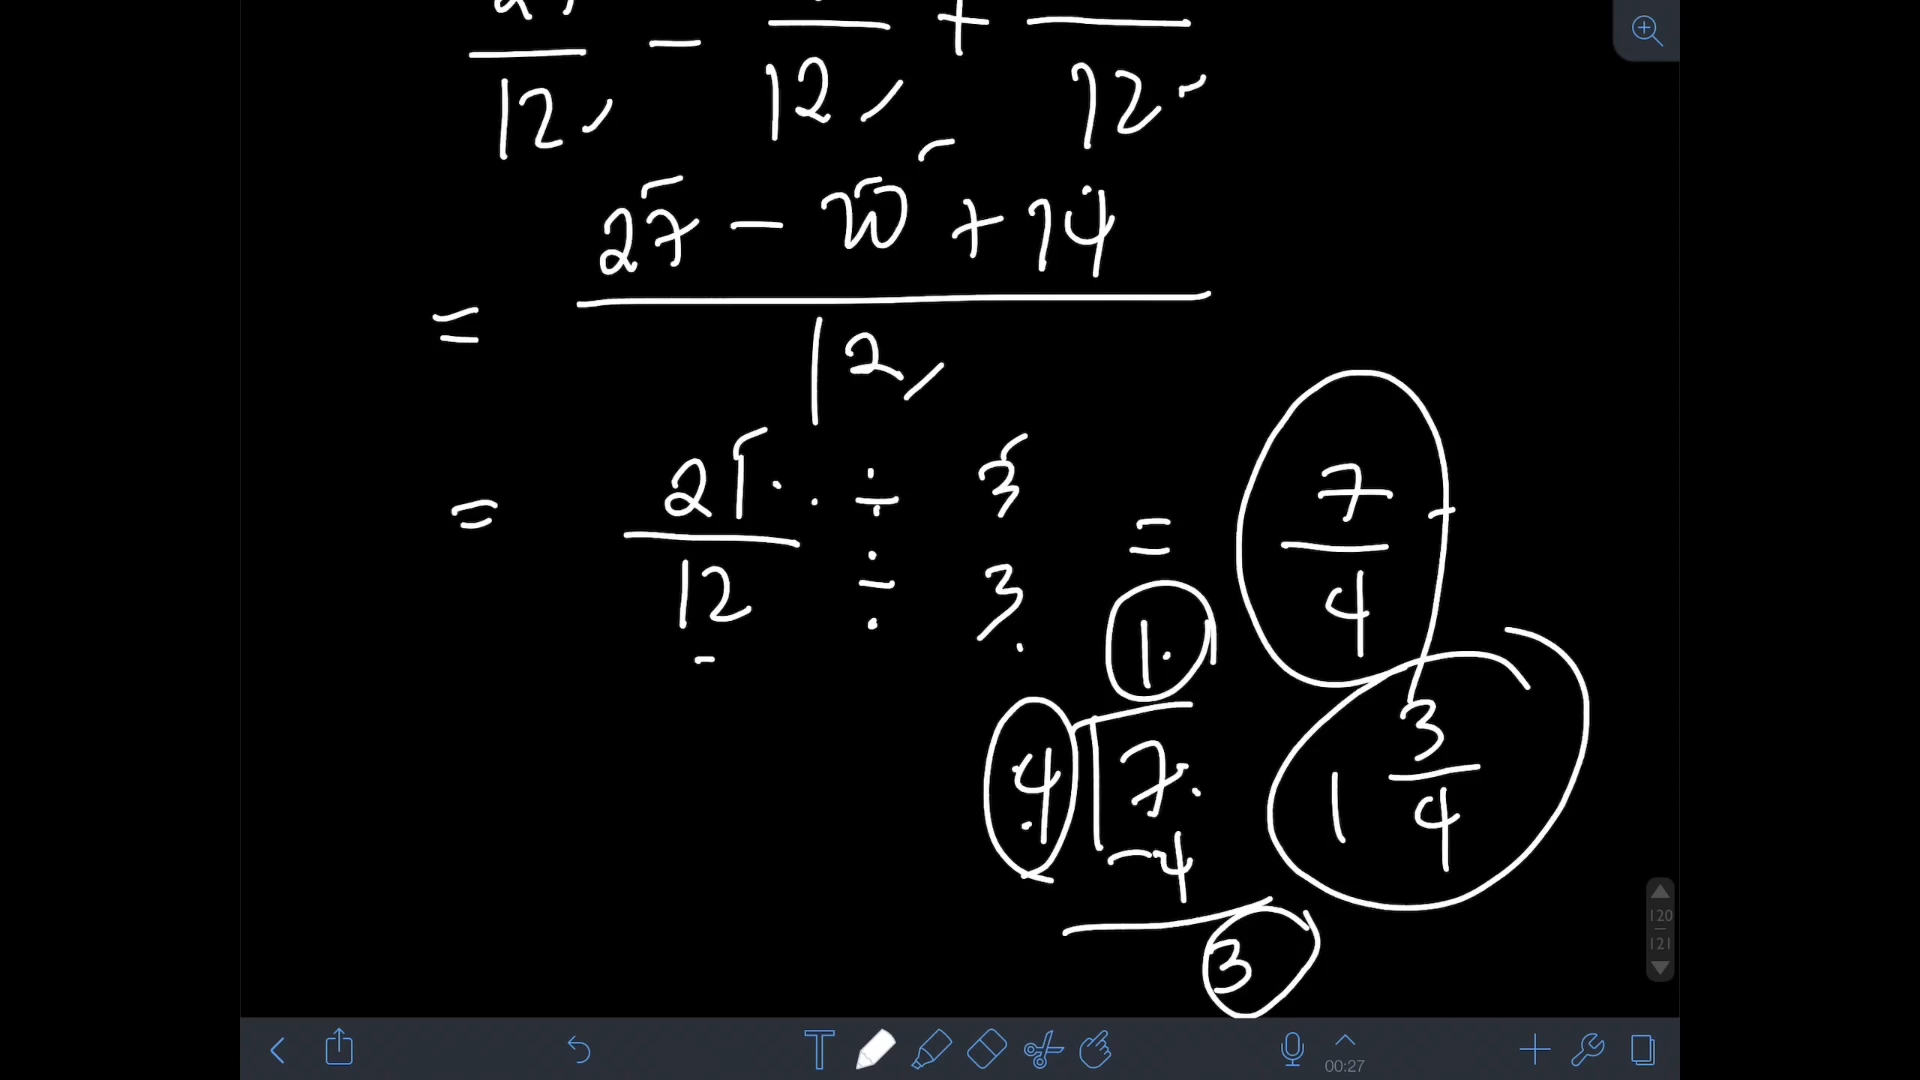 12 - 12 + 12
27 - 20 + 14
=
12
= 21 ÷ 3 = 7
12 ÷ 3 4
1
4 7 1 3/4
-4
3
120
121
T 00:27